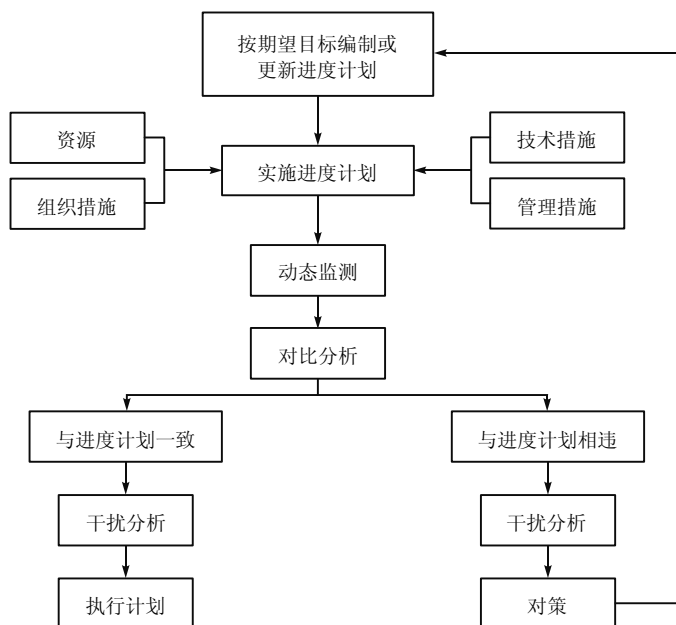 按期望目标编制或
更新进度计划
资源
技术措施
实施进度计划
组织措施
管理措施
动态监测
对比分析
与进度计划一致
与进度计划相违
干扰分析
干扰分析
执行计划
对策